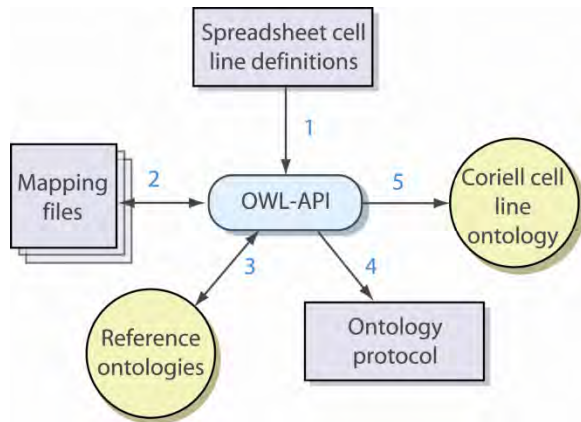 Spreadsheet cell
line definitions
1
Mapping
files
2
OWL-API
5
Coriell cell
line
ontology
3
4
Reference
ontologies
Ontology
protocol